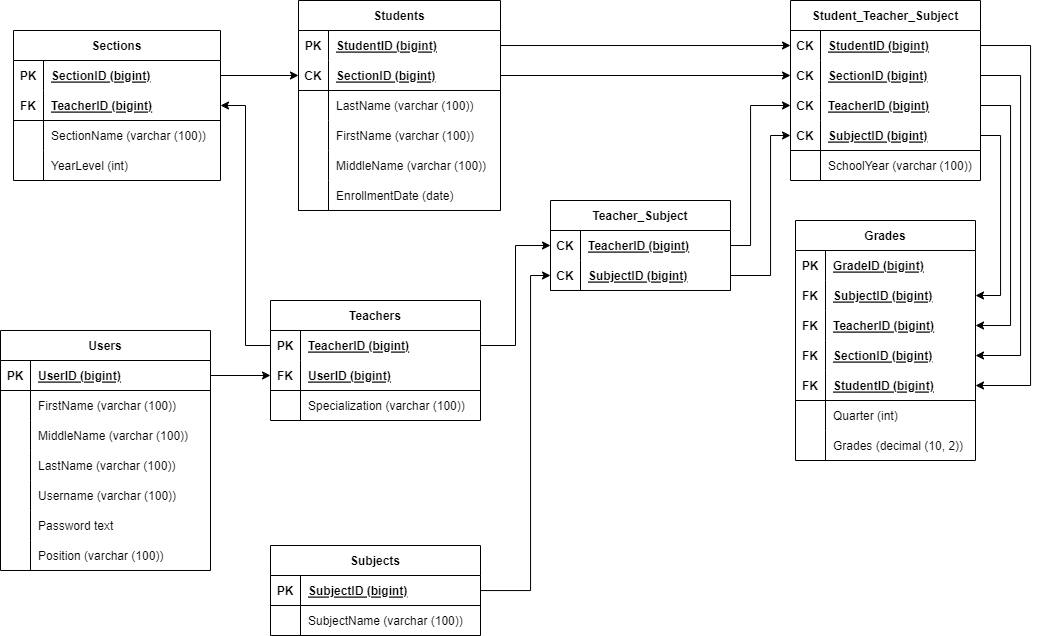 Sections
PK SectionID (bigint)
FK TeacherID (bigint)
SectionName (varchar (100))
YearLevel (int)
Students
PK StudentID (bigint)
CK SectionID (bigint)
LastName (varchar (100))
FirstName (varchar (100))
MiddleName (varchar (100))
EnrollmentDate (date)
Student_Teacher_Subject
CK StudentID (bigint)
CK SectionID (bigint)
CK TeacherID (bigint)
CK SubjectID (bigint)
SchoolYear (varchar (100))
Teacher_Subject
CK TeacherID (bigint)
CK SubjectID (bigint)
Grades
PK GradeID (bigint)
FK SubjectID (bigint)
FK TeacherID (bigint)
FK SectionID (bigint)
FK StudentID (bigint)
Quarter (int)
Grades (decimal (10, 2))
Teachers
PK TeacherID (bigint)
FK UserID (bigint)
Specialization (varchar (100))
Users
PK UserID (bigint)
FirstName (varchar (100))
MiddleName (varchar (100))
LastName (varchar (100))
Username (varchar (100))
Password text
Position (varchar (100))
Subjects
PK SubjectID (bigint)
SubjectName (varchar (100))